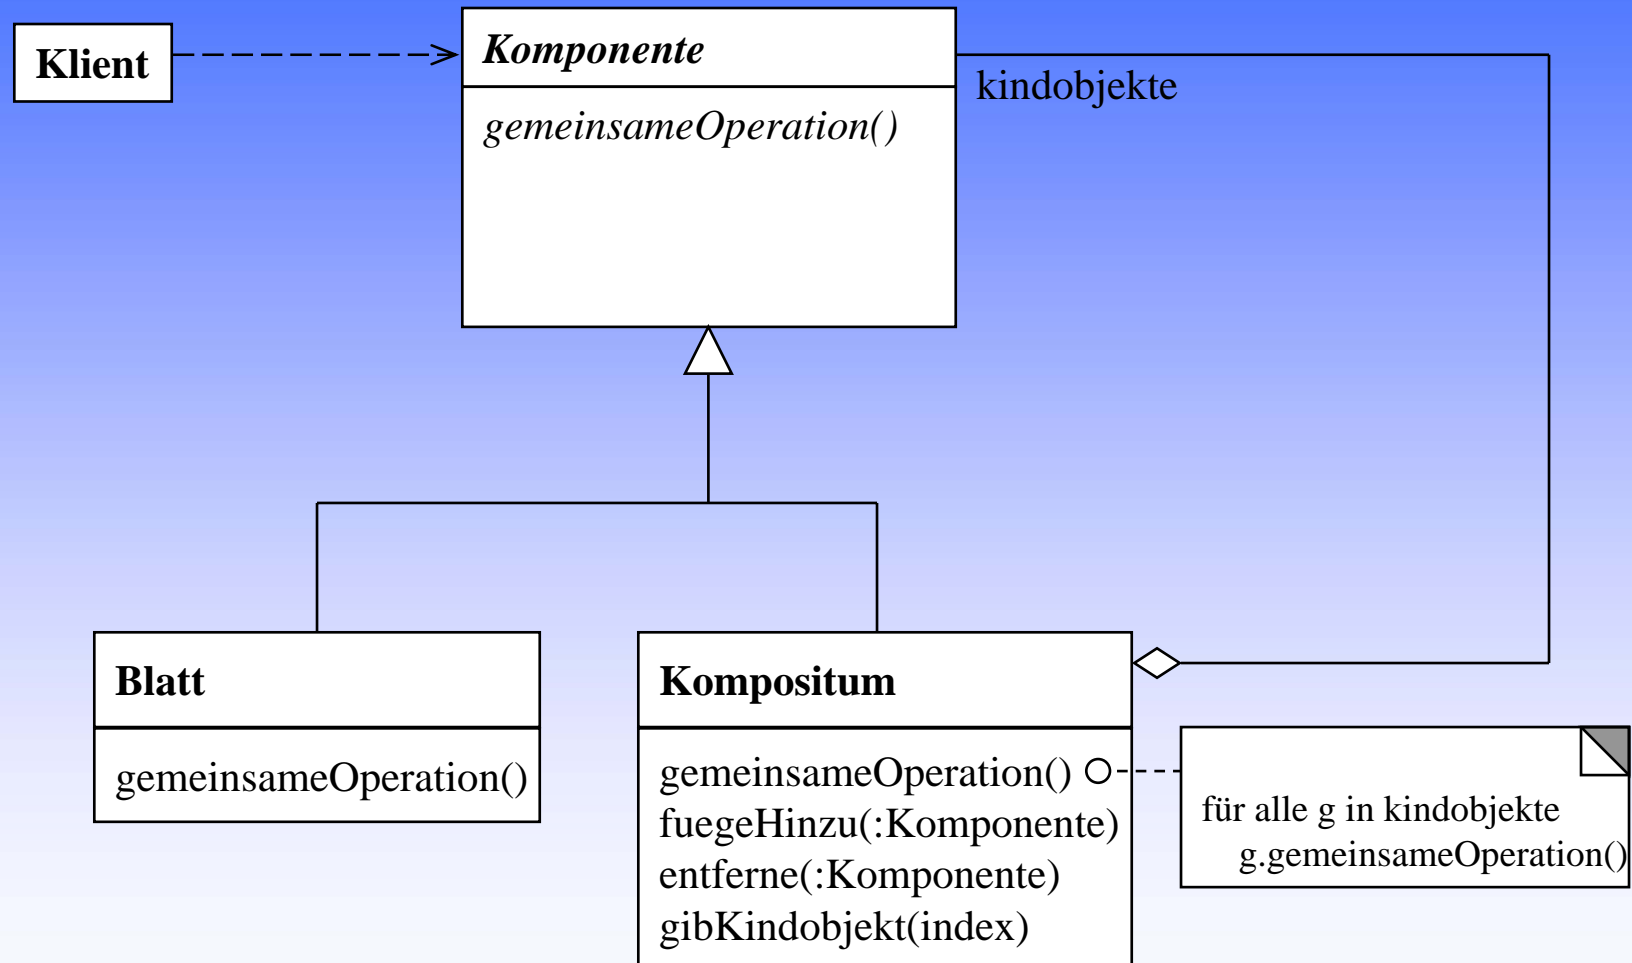 Klient
Komponente
gemeinsameOperation()
kindobjekte
Blatt
gemeinsameOperation()
Kompositum
gemeinsameOperation()
fuegeHinzu(:Komponente)
entferne(:Komponente)
gibKindobjekt(index)
für alle g in kindobjekte
g.gemeinsameOperation()